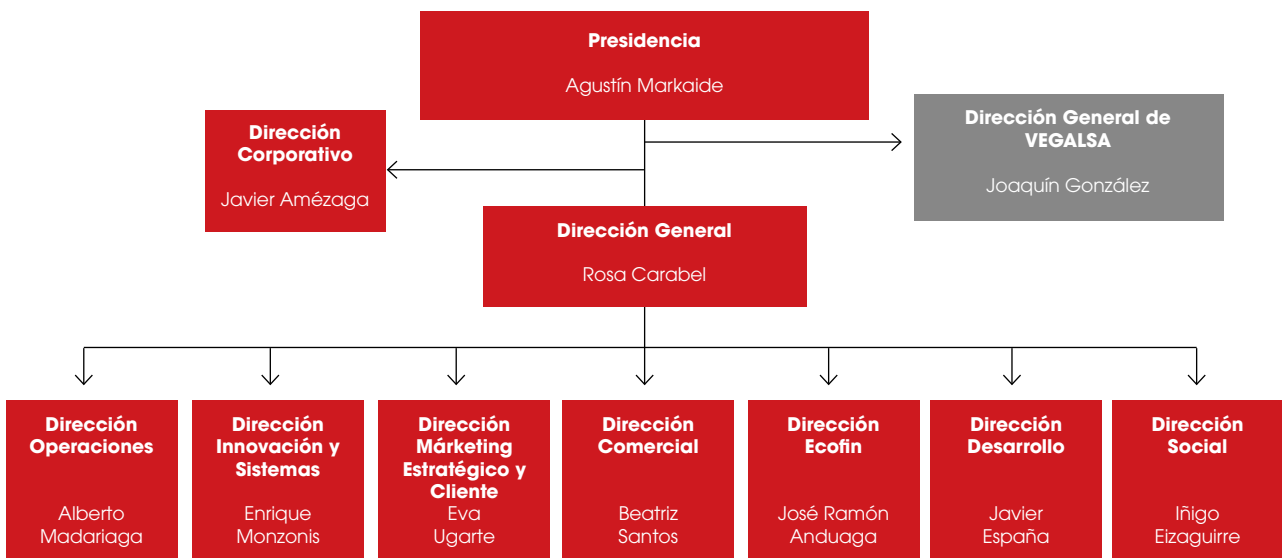 Presidencia
Agustín Markaide
Dirección
Corporativo
Javier Amézaga
Dirección General de
VEGALSA
Joaquín González
Dirección General
Rosa Carabel
Dirección
Operaciones
Alberto
Madariaga
Dirección
Innovación y
Sistemas
Enrique
Monzonis
Dirección
Márketing
Estratégico y
Cliente
Eva
Ugarte
Dirección
Comercial
Beatriz
Santos
Dirección
Ecofin
José Ramón
Anduaga
Dirección
Desarrollo
Javier
España
Dirección
Social
Iñigo
Eizaguirre